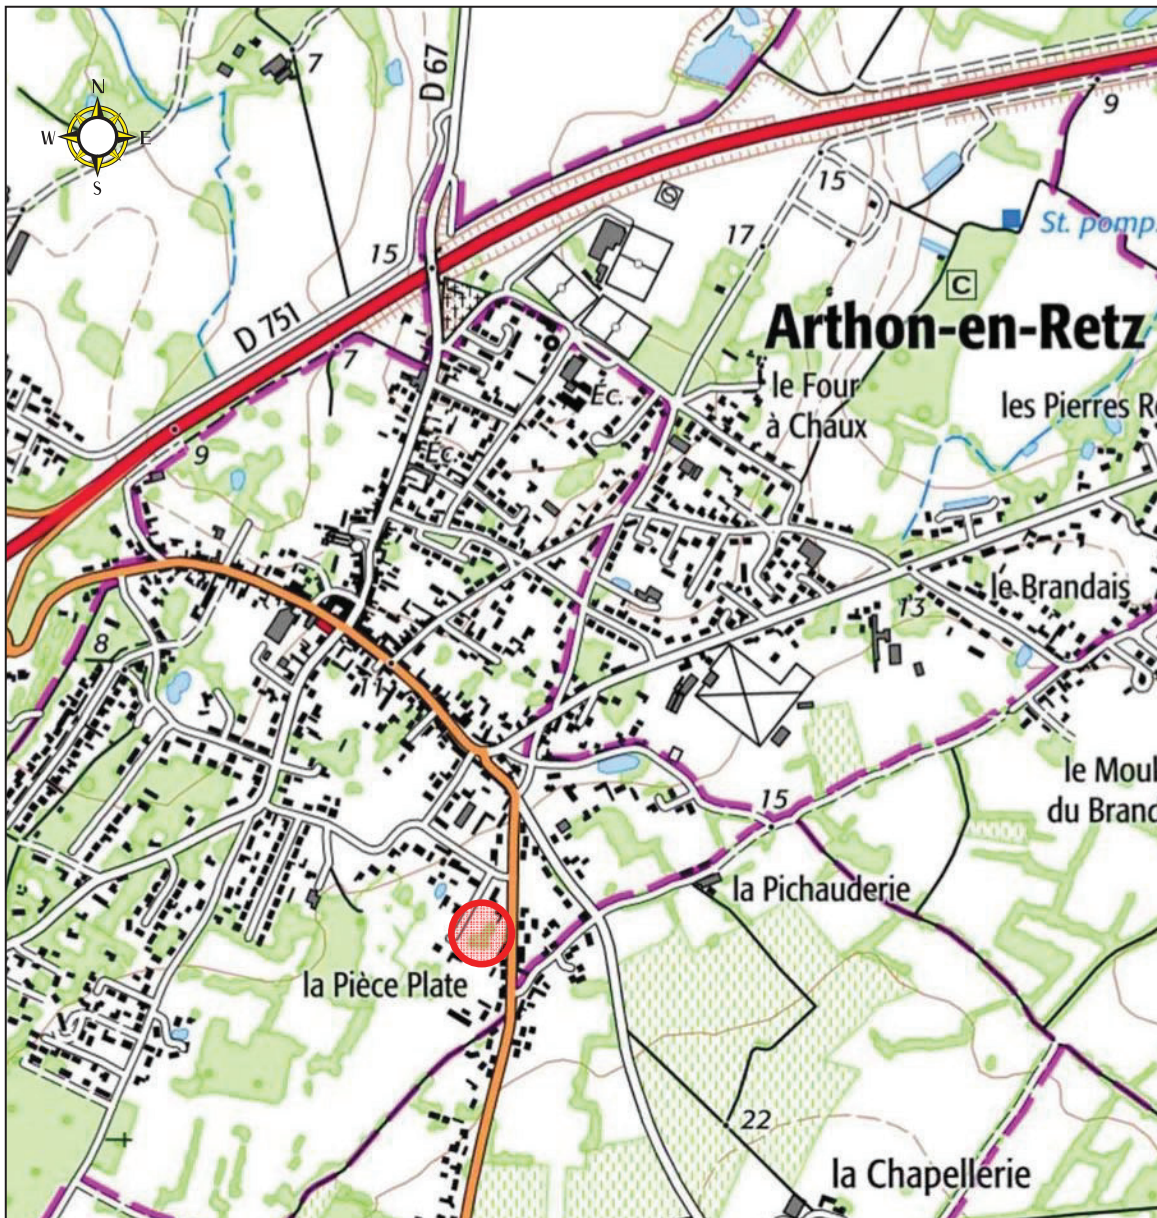 D 67
7
N
W
E
S
9
15
St. pomp.
17
15
C
D 751
Arthon-en-Retz
7
le Four
à Chaux
Éc.
les Pierres R
Éc.
9
le Brandais
13
8
le Moul
du Brand
15
la Pichauderie
la Pièce Plate
22
la Chapellerie